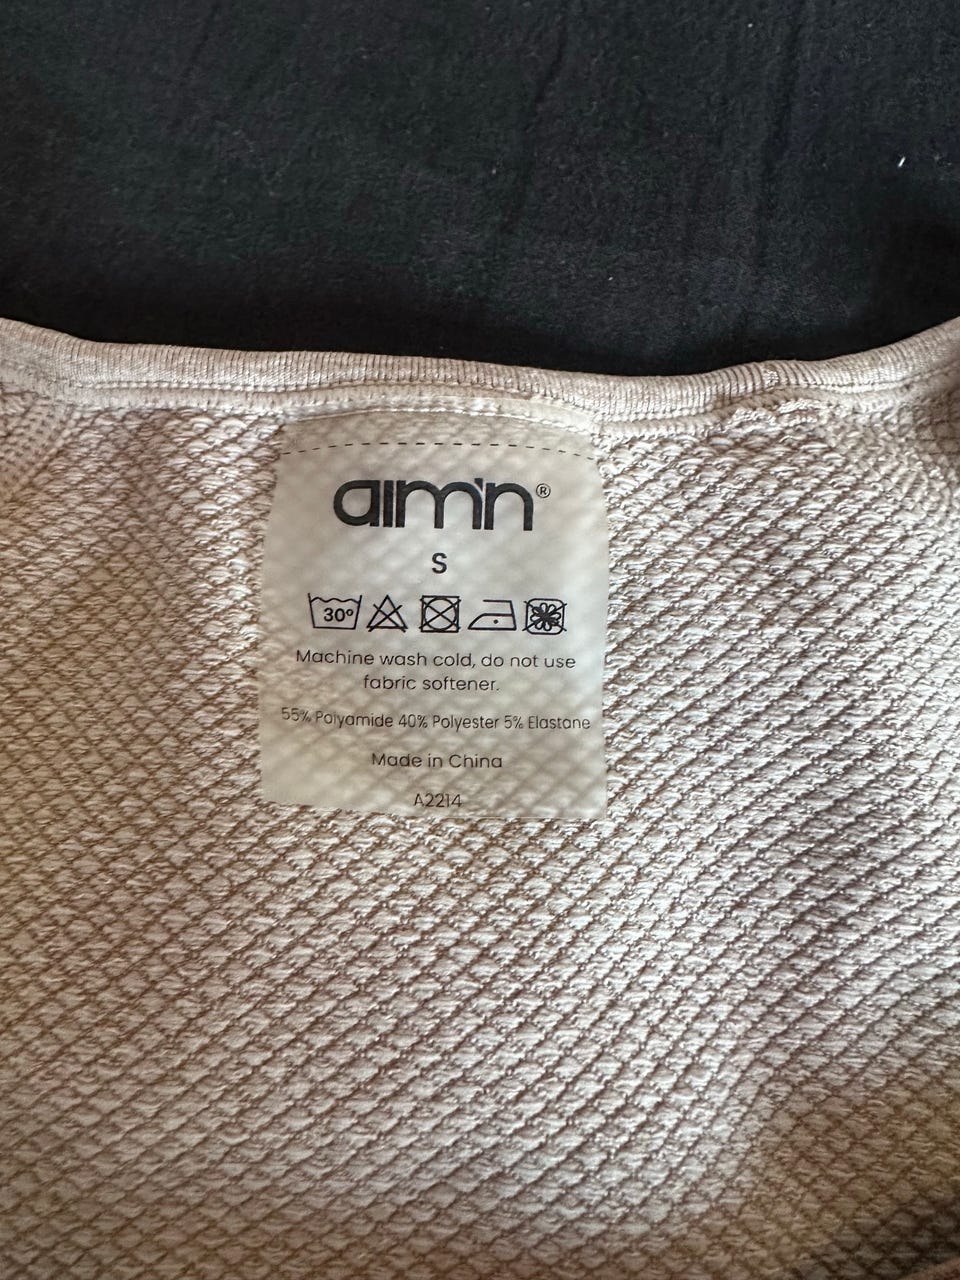 aim'n®
S
30°
Machine wash cold, do not use
fabric softener.
55% Polyamide 40% Polyester 5% Elastane
Made in China
A2214